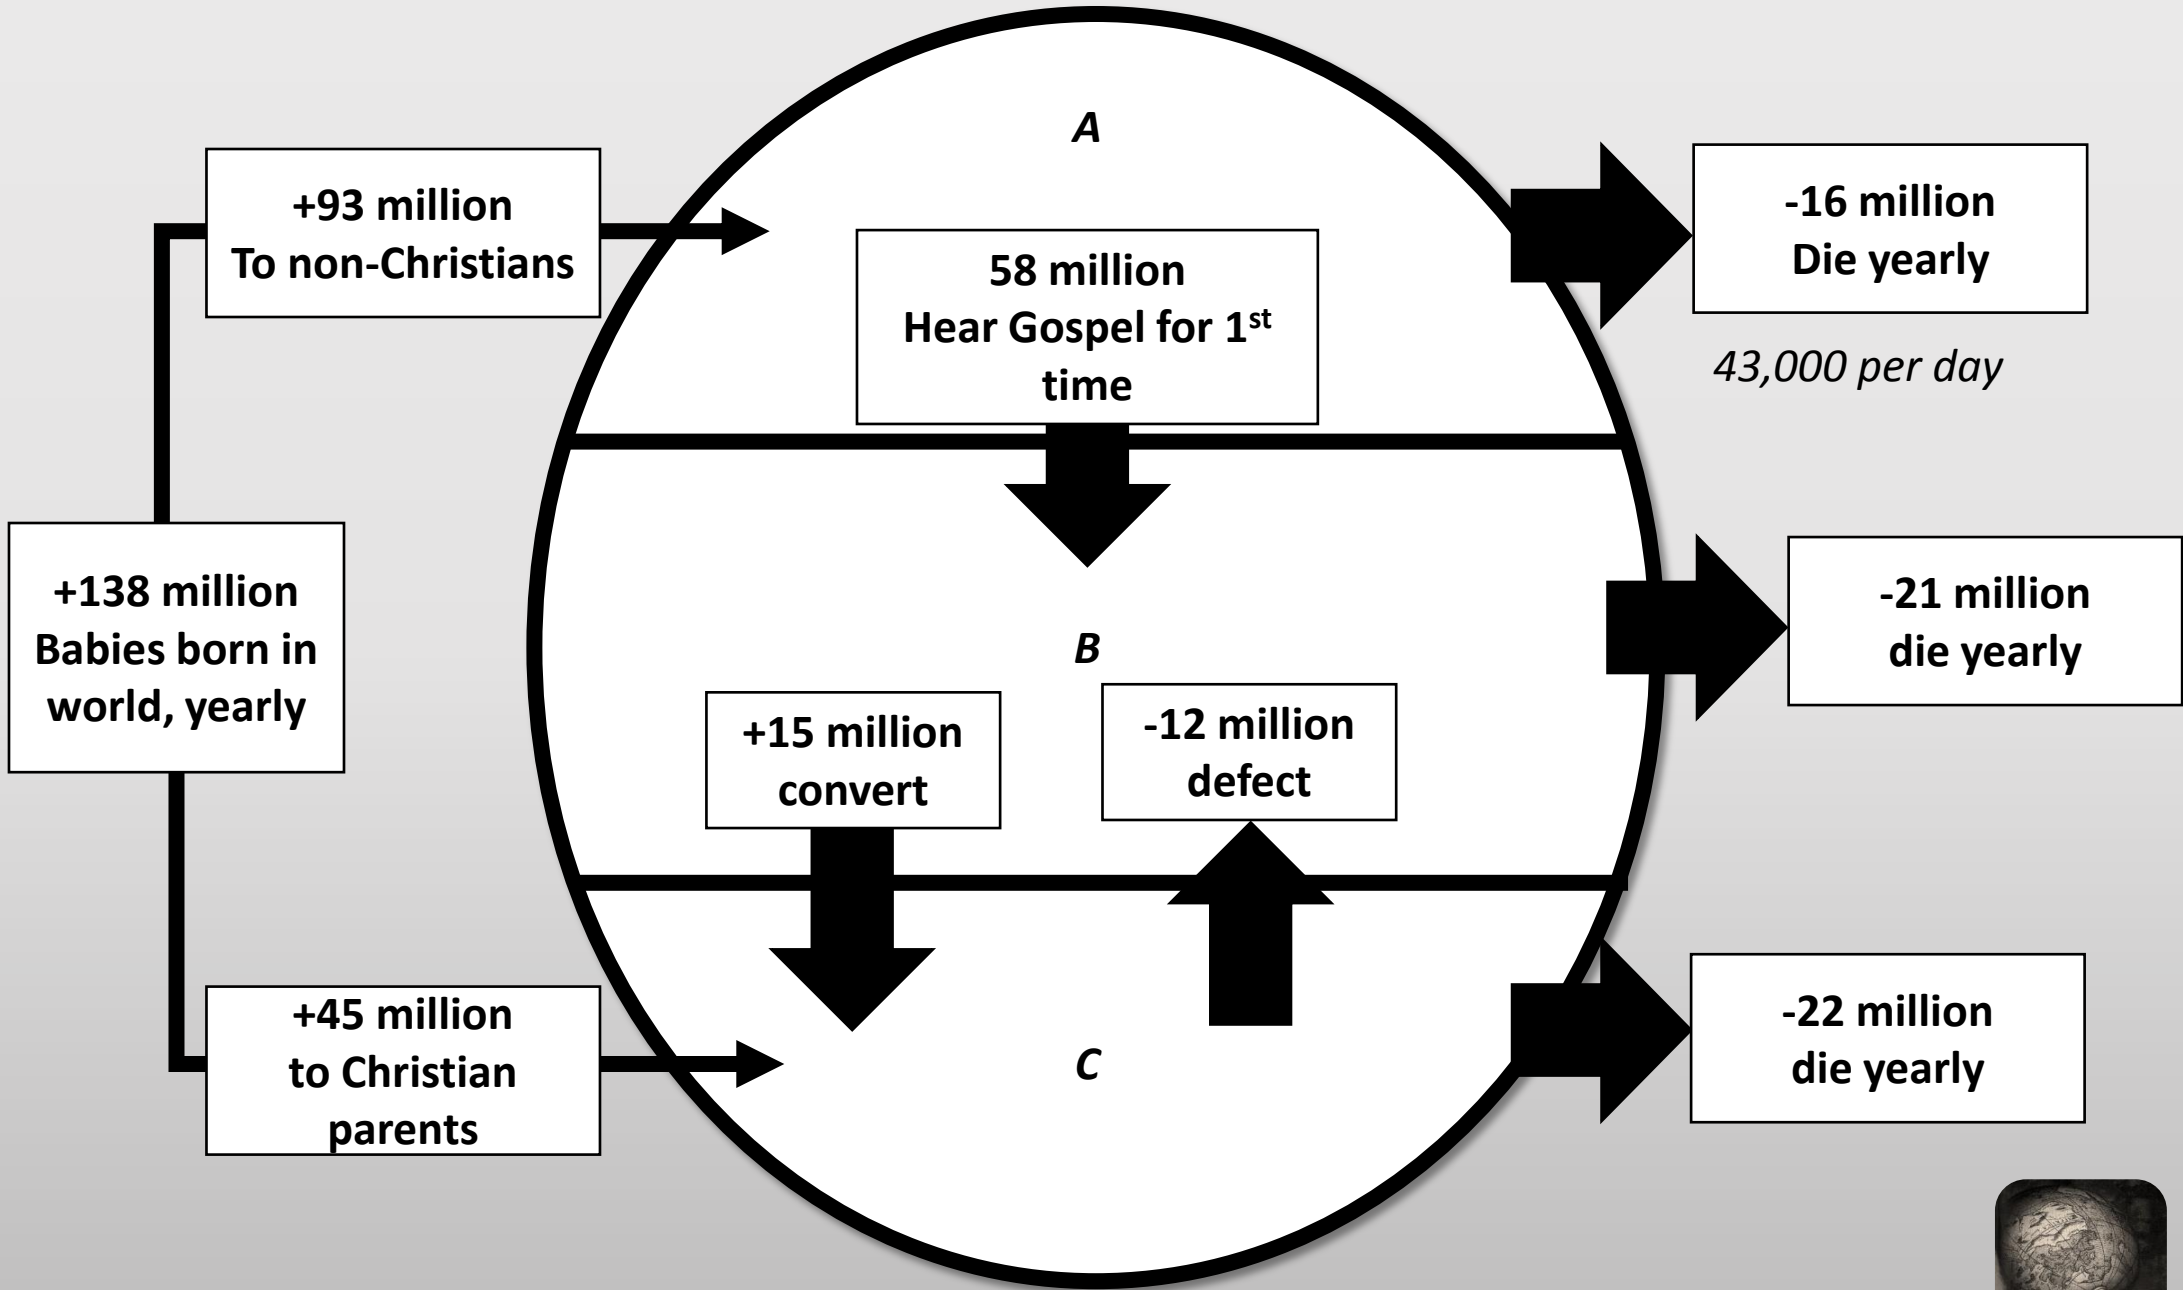 A
+93 million
To non-Christians
58 million
Hear Gospel for 1st
time
-16 million
Die yearly
43,000 per day
+138 million
Babies born in
world, yearly
B
-21 million
die yearly
+15 million
convert
-12 million
defect
+45 million
to Christian
parents
C
-22 million
die yearly